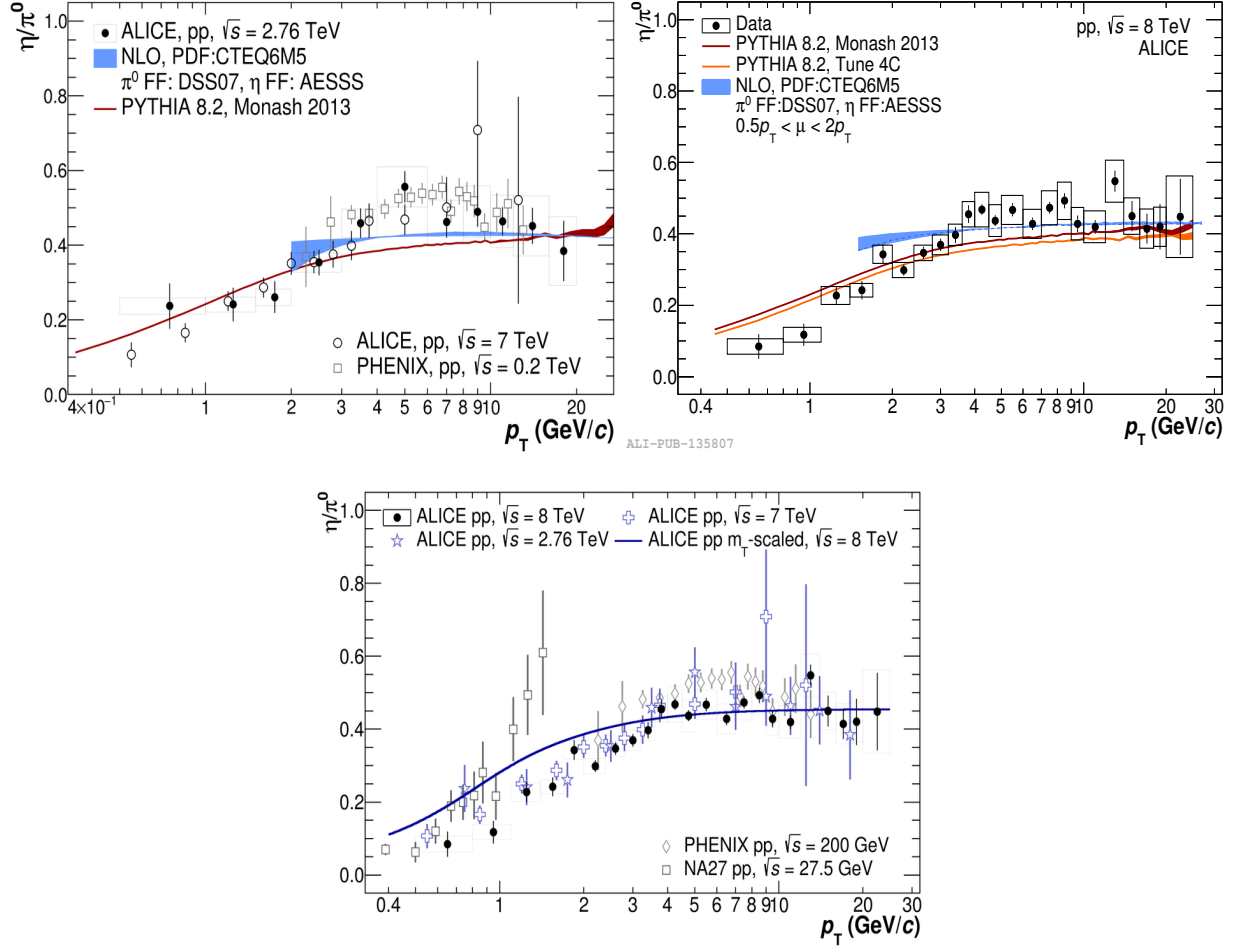 η/π⁰
1.0
0.8
0.6
0.4
0.2
0.0
ALICE, pp, √s = 2.76 TeV
NLO, PDF:CTEQ6M5
π⁰ FF: DSS07, η FF: AESSS
PYTHIA 8.2, Monash 2013
ALICE, pp, √s = 7 TeV
PHENIX, pp, √s = 0.2 TeV
4×10⁻¹ 1 2 3 4 5 6 7 8 9 10 20
p_T (GeV/c)
η/π⁰
1.0
0.8
0.6
0.4
0.2
0.0
Data
PYTHIA 8.2, Monash 2013
PYTHIA 8.2, Tune 4C
NLO, PDF:CTEQ6M5
π⁰ FF:DSS07, η FF:AESSS
0.5p_T < μ < 2p_T
pp, √s = 8 TeV
ALICE
0.4 1 2 3 4 5 6 7 8 9 10 20 30
p_T (GeV/c)
ALI-PUB-135807
η/π⁰
1.0
0.8
0.6
0.4
0.2
0.0
ALICE pp, √s = 8 TeV
ALICE pp, √s = 2.76 TeV
ALICE pp, √s = 7 TeV
ALICE pp m_T-scaled, √s = 8 TeV
PHENIX pp, √s = 200 GeV
NA27 pp, √s = 27.5 GeV
0.4 1 2 3 4 5 6 7 8 9 10 20 30
p_T (GeV/c)